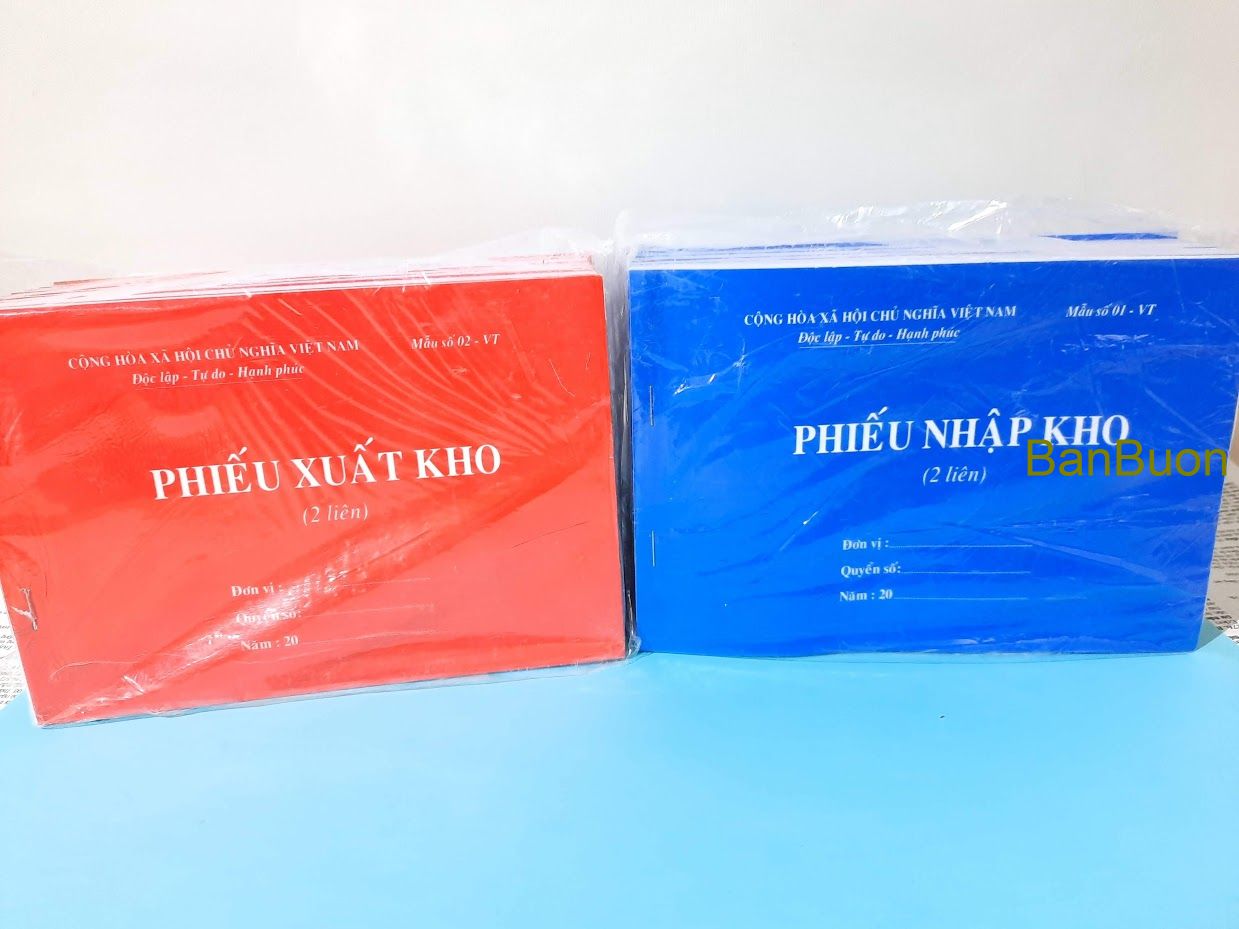 CỘNG HÒA XÃ HỘI CHỦ NGHĨA VIỆT NAM
Mẫu số 02 - VT
Độc lập - Tự do - Hạnh phúc
PHIẾU XUẤT KHO
(2 liên)
Đơn vị :
Quyển số:
Năm : 20
CỘNG HÒA XÃ HỘI CHỦ NGHĨA VIỆT NAM
Mẫu số 01 - VT
Độc lập - Tự do - Hạnh phúc
PHIẾU NHẬP KHO
BanBuon
(2 liên)
Đơn vị :
Quyển số:
Năm : 20